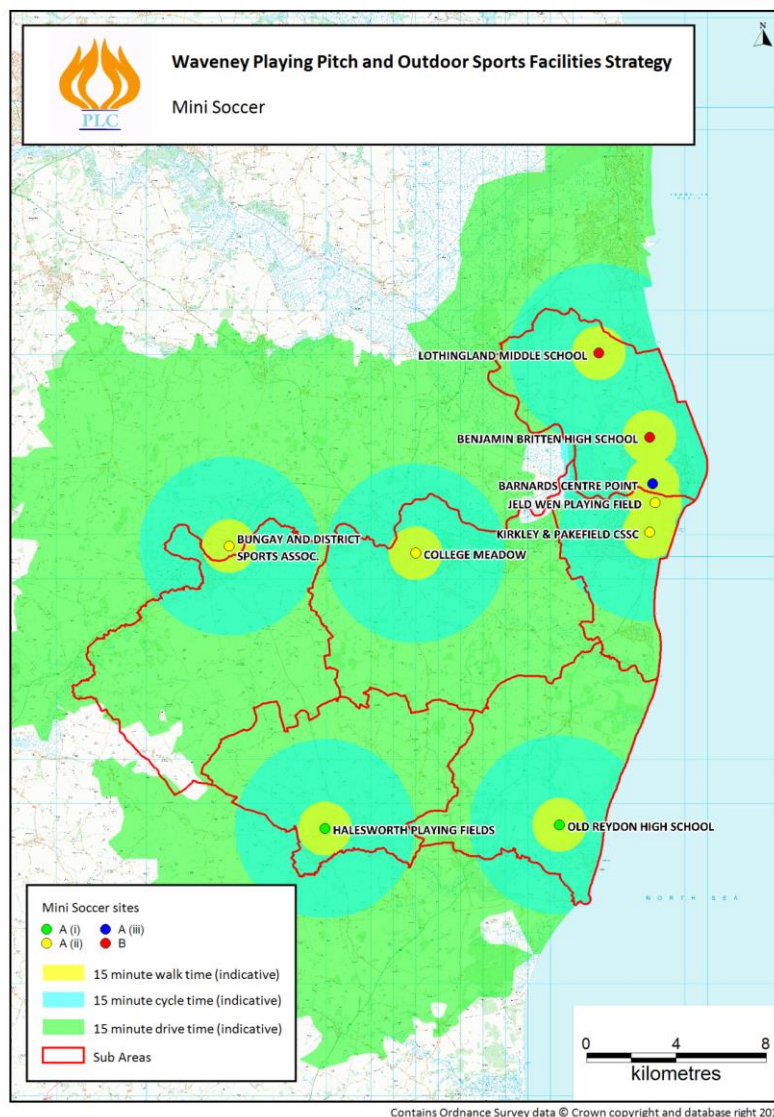 Waveney Playing Pitch and Outdoor Sports Facilities Strategy
Mini Soccer
PLC
N
LOTHINGLAND MIDDLE SCHOOL
BENJAMIN BRITTEN HIGH SCHOOL
BARNARDS CENTRE POINT
JELD WEN PLAYING FIELD
KIRKLEY & PAKEFIELD CSSC
BUNGAY AND DISTRICT
SPORTS ASSOC.
COLLEGE MEADOW
HALESWORTH PLAYING FIELDS
OLD REYDON HIGH SCHOOL
NORTH SEA
Mini Soccer sites
A (i) A (iii)
A (ii) B
15 minute walk time (indicative)
15 minute cycle time (indicative)
15 minute drive time (indicative)
Sub Areas
0 4 8
kilometres
Contains Ordnance Survey data © Crown copyright and database right 201